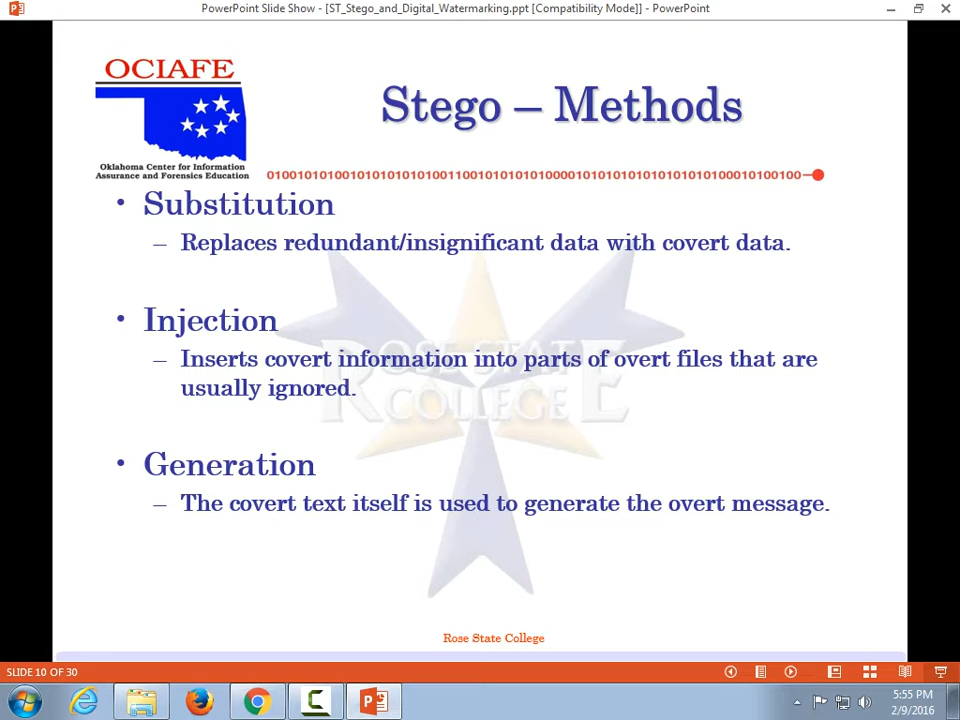 PowerPoint Slide Show - [ST_Stego_and_Digital_Watermarking.ppt [Compatibility Mode]] - PowerPoint
OCIAFE
Oklahoma Center for Information
Assurance and Forensics Education
Stego – Methods
• Substitution
– Replaces redundant/insignificant data with covert data.
• Injection
– Inserts covert information into parts of overt files that are
usually ignored.
• Generation
– The covert text itself is used to generate the overt message.
ROSE STATE
COLLEGE
Rose State College
SLIDE 10 OF 30
5:55 PM
2/9/2016